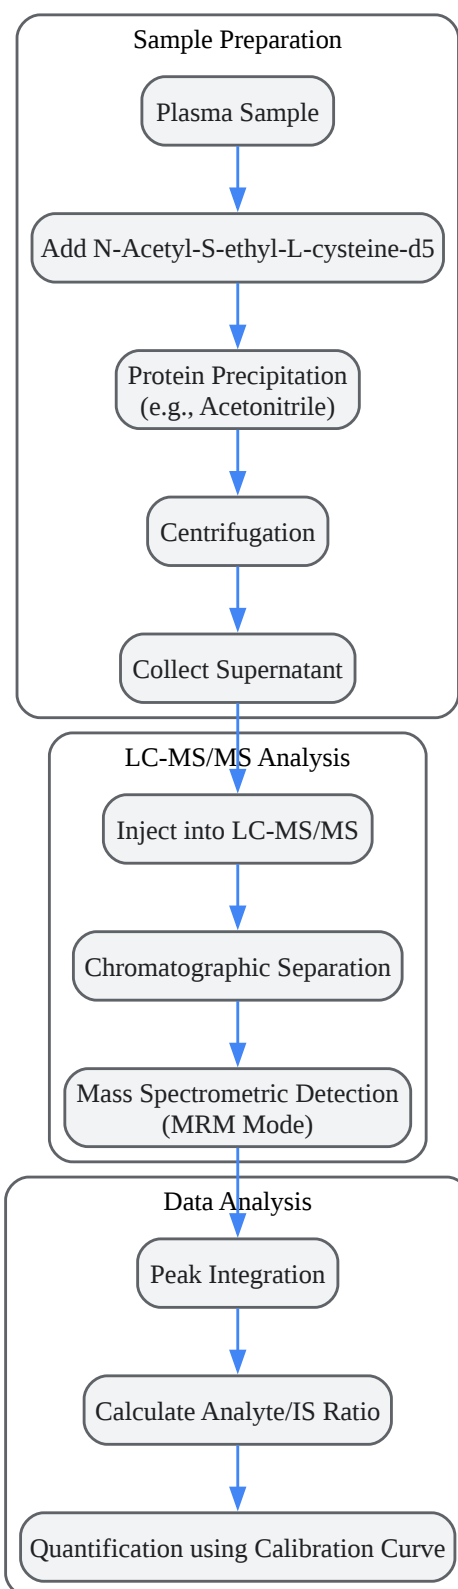 Sample Preparation
Plasma Sample
Add N-Acetyl-S-ethyl-L-cysteine-d5
Protein Precipitation
(e.g., Acetonitrile)
Centrifugation
Collect Supernatant
LC-MS/MS Analysis
Inject into LC-MS/MS
Chromatographic Separation
Mass Spectrometric Detection
(MRM Mode)
Data Analysis
Peak Integration
Calculate Analyte/IS Ratio
Quantification using Calibration Curve